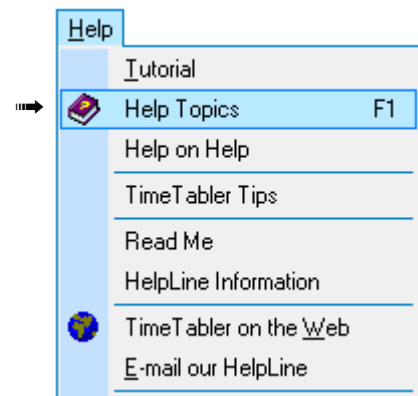 Help
Tutorial
Help Topics F1
Help on Help
TimeTabler Tips
Read Me
HelpLine Information
TimeTabler on the Web
E-mail our HelpLine